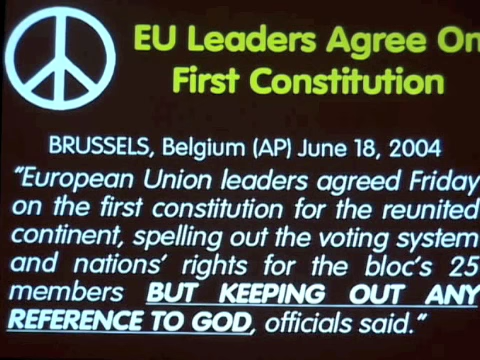 EU Leaders Agree On
First Constitution
BRUSSELS, Belgium (AP) June 18, 2004
"European Union leaders agreed Friday
on the first constitution for the reunited
continent, spelling out the voting system
and nations' rights for the bloc's 25
members BUT KEEPING OUT ANY
REFERENCE TO GOD, officials said."